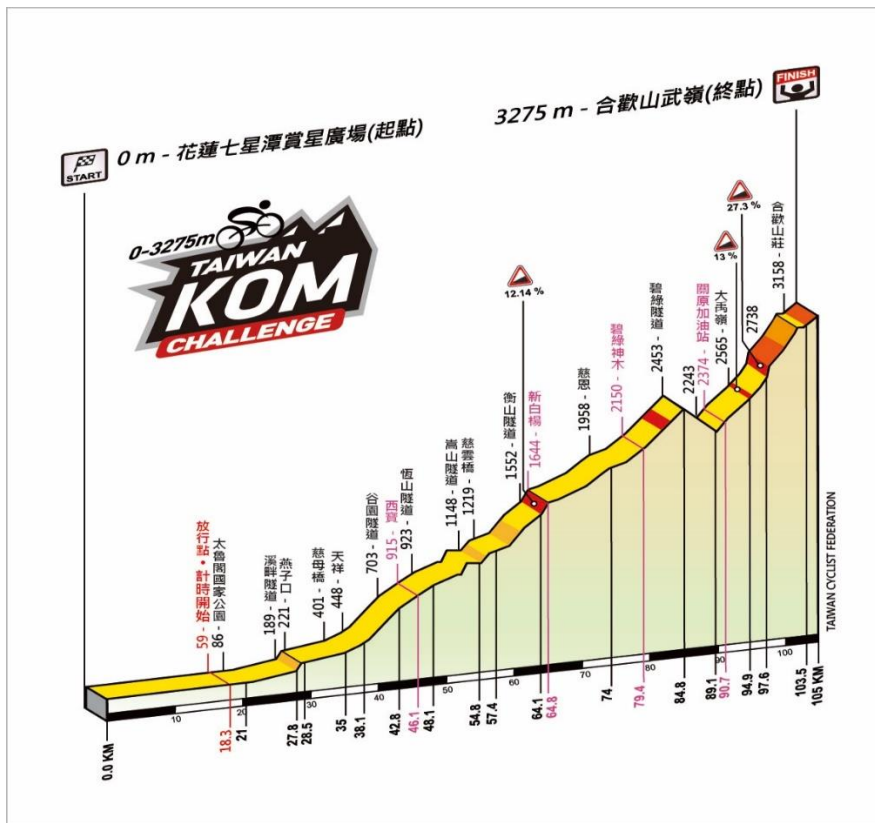 START
0 m - 花蓮七星潭賞星廣場(起點)
3275 m - 合歡山武嶺(終點)
FINISH
0-3275m
TAIWAN
KOM
CHALLENGE
59 - 放行點・計時開始
86 - 太魯閣國家公園
189 - 溪畔隧道
221 - 燕子口
401 - 慈母橋
448 - 天祥
703 - 谷園隧道
915 - 西寶
923 - 恆山隧道
1148 - 嵩山隧道
1219 - 慈雲橋
1552 - 衡山隧道
12.14 %
1644 - 新白楊
1958 - 慈恩
2150 - 碧綠神木
2453 - 碧綠隧道
2243
2374 - 關原加油站
2565 - 大禹嶺
13 %
27.3 %
2738
3158 - 合歡山莊
TAIWAN CYCLIST FEDERATION
10
20
30
40
50
60
70
80
90
100
0.0 KM
18.3
21
27.8
28.5
35
38.1
42.8
46.1
48.1
54.8
57.4
64.1
64.8
74
79.4
84.8
89.1
90.7
94.9
97.6
103.5
105 KM